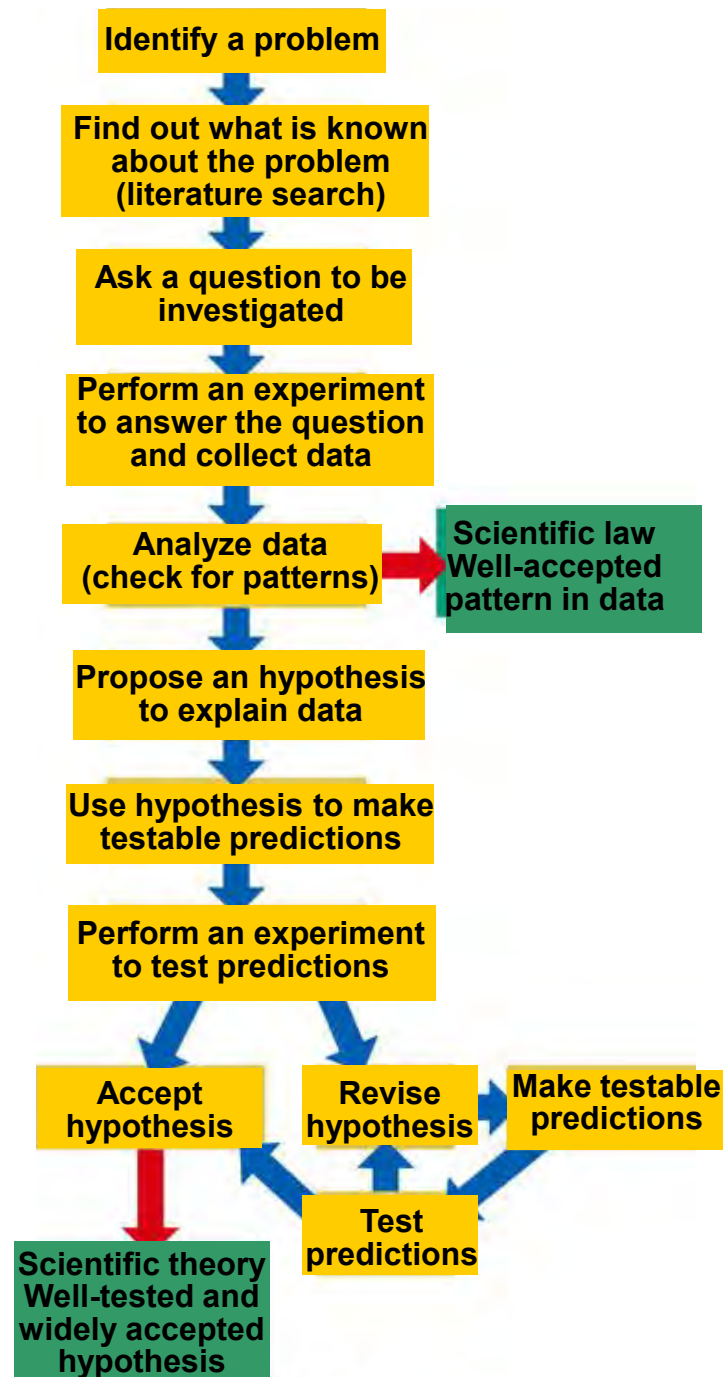 Identify a problem
Find out what is known
about the problem
(literature search)
Ask a question to be
investigated
Perform an experiment
to answer the question
and collect data
Analyze data
(check for patterns)
Scientific law
Well-accepted
pattern in data
Propose an hypothesis
to explain data
Use hypothesis to make
testable predictions
Perform an experiment
to test predictions
Accept
hypothesis
Revise
hypothesis
Make testable
predictions
Test
predictions
Scientific theory
Well-tested and
widely accepted
hypothesis